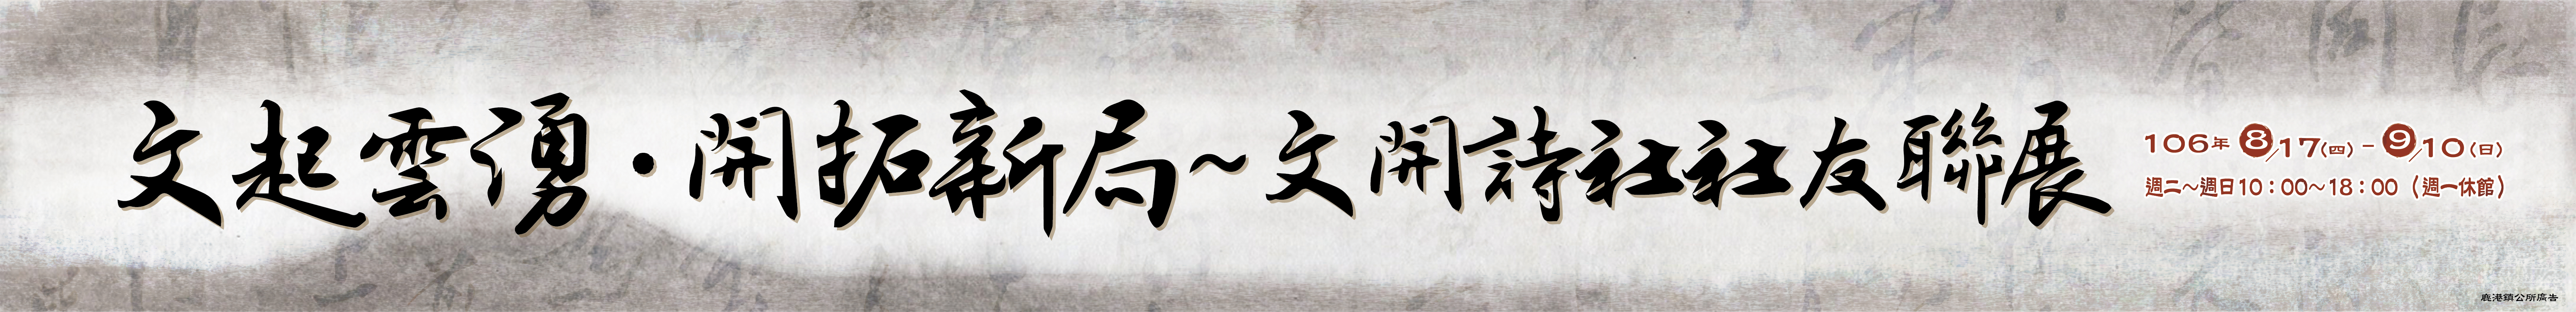 文起雲湧・開拓新局～文開詩社社友聯展
106年 8/17(四)－9/10(日)
週二～週日10：00～18：00（週一休館）
鹿港鎮公所廣告